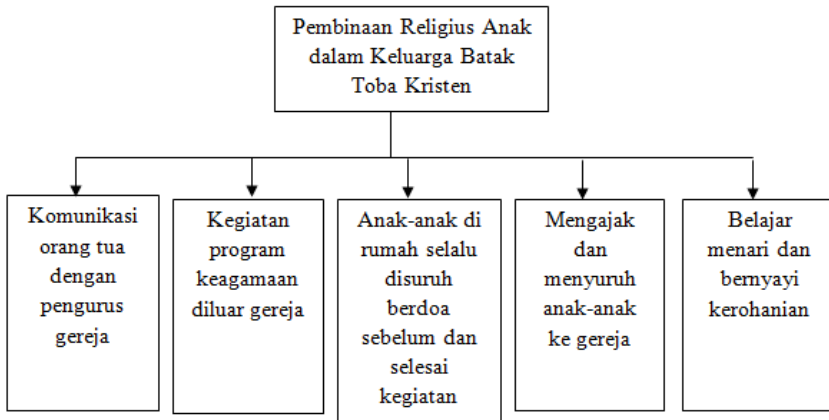 Pembinaan Religius Anak
dalam Keluarga Batak
Toba Kristen
Komunikasi
orang tua
dengan
pengurus
gereja
Kegiatan
program
keagamaan
diluar gereja
Anak-anak di
rumah selalu
disuruh
berdoa
sebelum dan
selesai
kegiatan
Mengajak
dan
menyuruh
anak-anak
ke gereja
Belajar
menari dan
bernyayi
kerohanian